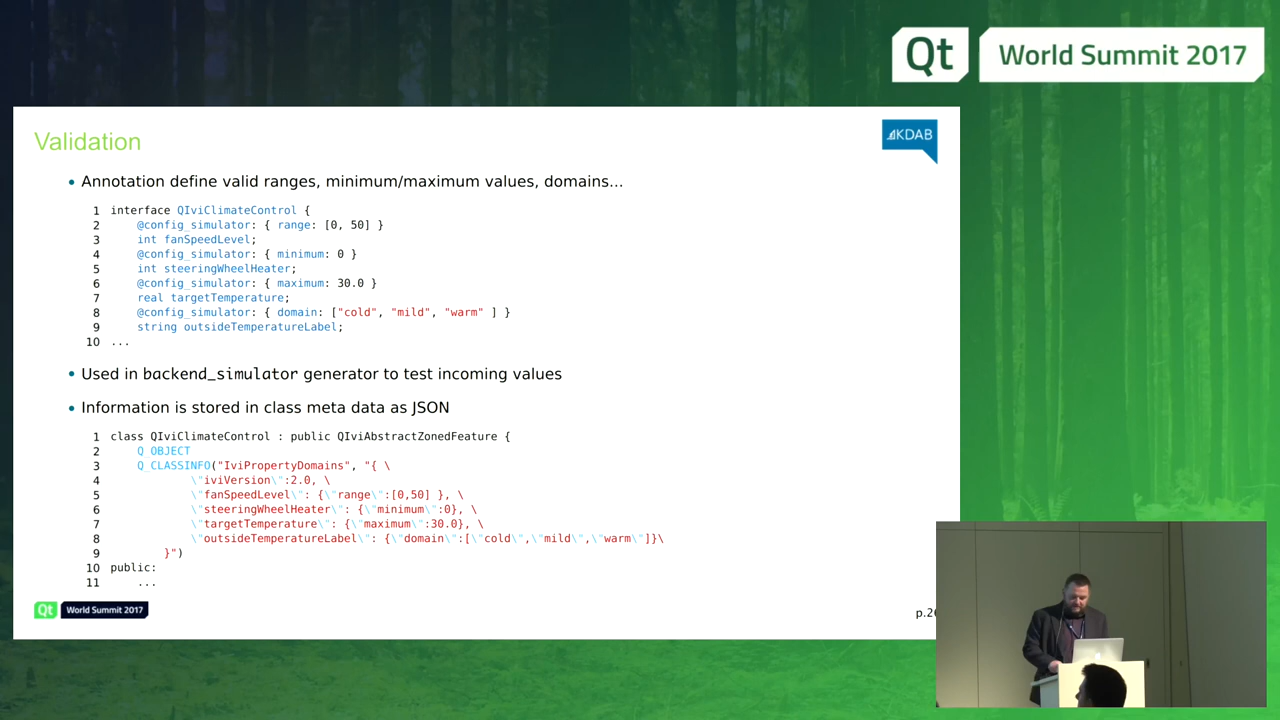 Qt World Summit 2017
Validation
KDAB
• Annotation define valid ranges, minimum/maximum values, domains...
1 interface QIviClimateControl {
2 @config_simulator: { range: [0, 50] }
3 int fanSpeedLevel;
4 @config_simulator: { minimum: 0 }
5 int steeringWheelHeater;
6 @config_simulator: { maximum: 30.0 }
7 real targetTemperature;
8 @config_simulator: { domain: ["cold", "mild", "warm" ] }
9 string outsideTemperatureLabel;
10 ...
• Used in backend_simulator generator to test incoming values
• Information is stored in class meta data as JSON
1 class QIviClimateControl : public QIviAbstractZonedFeature {
2 Q_OBJECT
3 Q_CLASSINFO("IviPropertyDomains", "{ \
4 \"iviVersion\":2.0, \
5 \"fanSpeedLevel\": {\"range\":[0,50] }, \
6 \"steeringWheelHeater\": {\"minimum\":0}, \
7 \"targetTemperature\": {\"maximum\":30.0}, \
8 \"outsideTemperatureLabel\": {\"domain\":[\"cold\",\"mild\",\"warm\"]}\
9 }")
10 public:
11 ...
Qt World Summit 2017